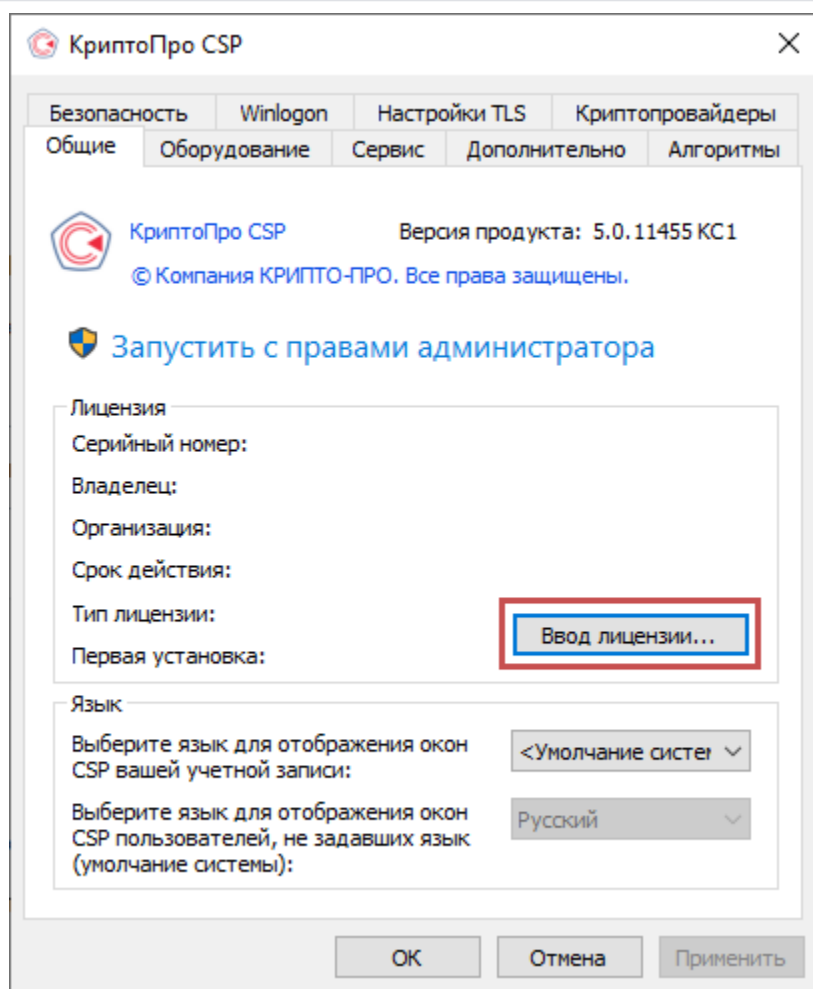 КриптоПро CSP
Безопасность Winlogon Настройки TLS Криптопровайдеры
Общие Оборудование Сервис Дополнительно Алгоритмы
КриптоПро CSP Версия продукта: 5.0.11455 КС1
© Компания КРИПТО-ПРО. Все права защищены.
Запустить с правами администратора
Лицензия
Серийный номер:
Владелец:
Организация:
Срок действия:
Тип лицензии:
Ввод лицензии...
Первая установка:
Язык
Выберите язык для отображения окон
CSP вашей учетной записи:
<Умолчание систем
Выберите язык для отображения окон
CSP пользователей, не задавших язык
(умолчание системы):
Русский
ОК Отмена Применить